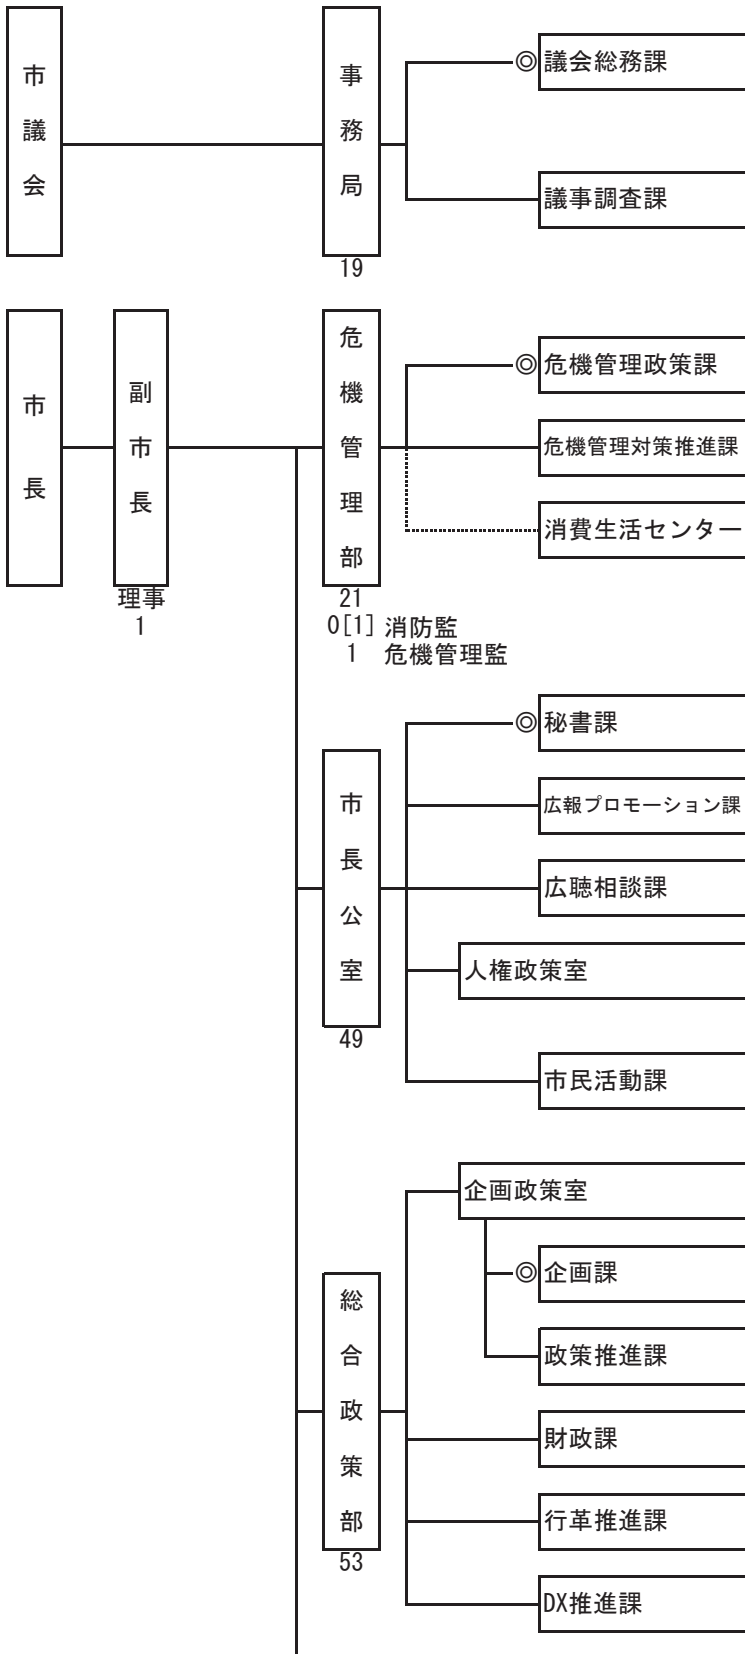 市議会
事務局
19
◎議会総務課
議事調査課
市長
副市長
理事
1
危機管理部
21
0[1] 消防監
1 危機管理監
◎危機管理政策課
危機管理対策推進課
消費生活センター
市長公室
49
◎秘書課
広報プロモーション課
広聴相談課
人権政策室
市民活動課
総合政策部
53
企画政策室
◎企画課
政策推進課
財政課
行革推進課
DX推進課